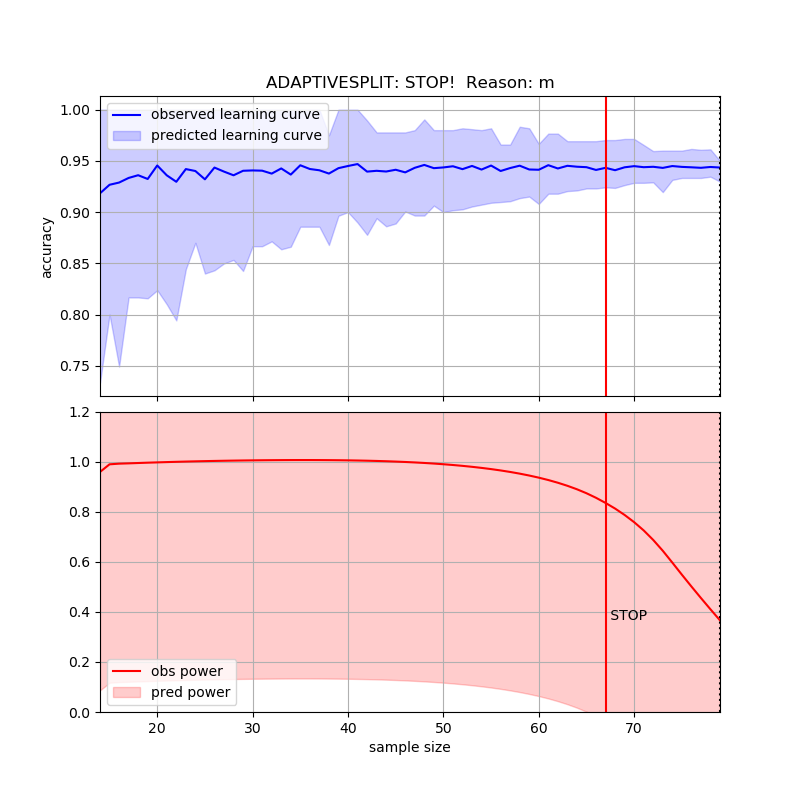 ADAPTIVESPLIT: STOP!  Reason: m
observed learning curve
predicted learning curve
1.00
0.95
0.90
0.85
0.80
0.75
accuracy
1.2
1.0
0.8
0.6
0.4
0.2
0.0
STOP
obs power
pred power
20 30 40 50 60 70
sample size